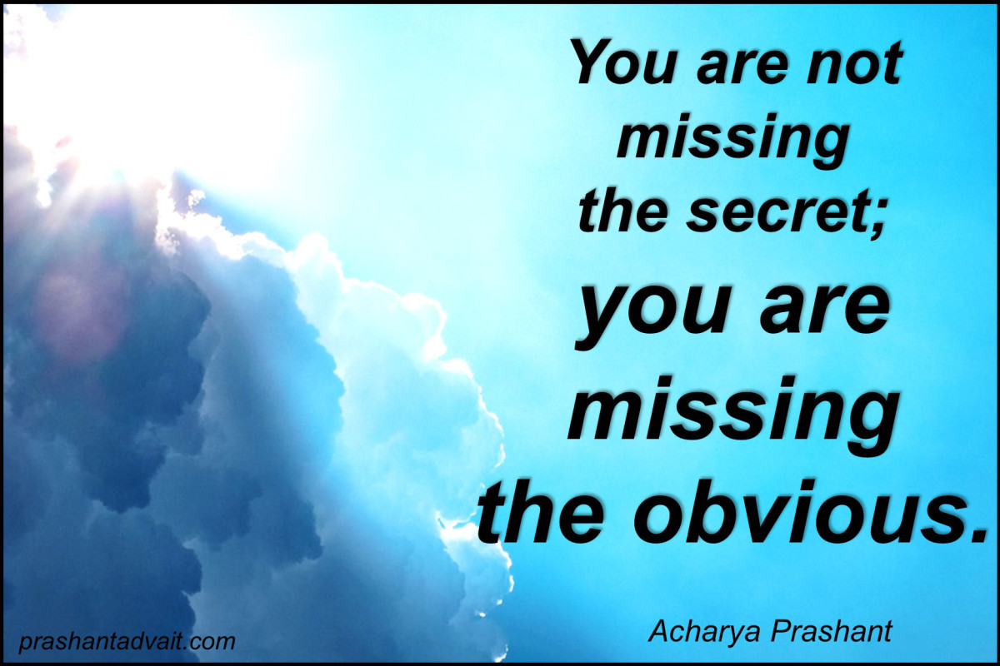 You are not
missing
the secret;
you are
missing
the obvious.
Acharya Prashant
prashantadvait.com